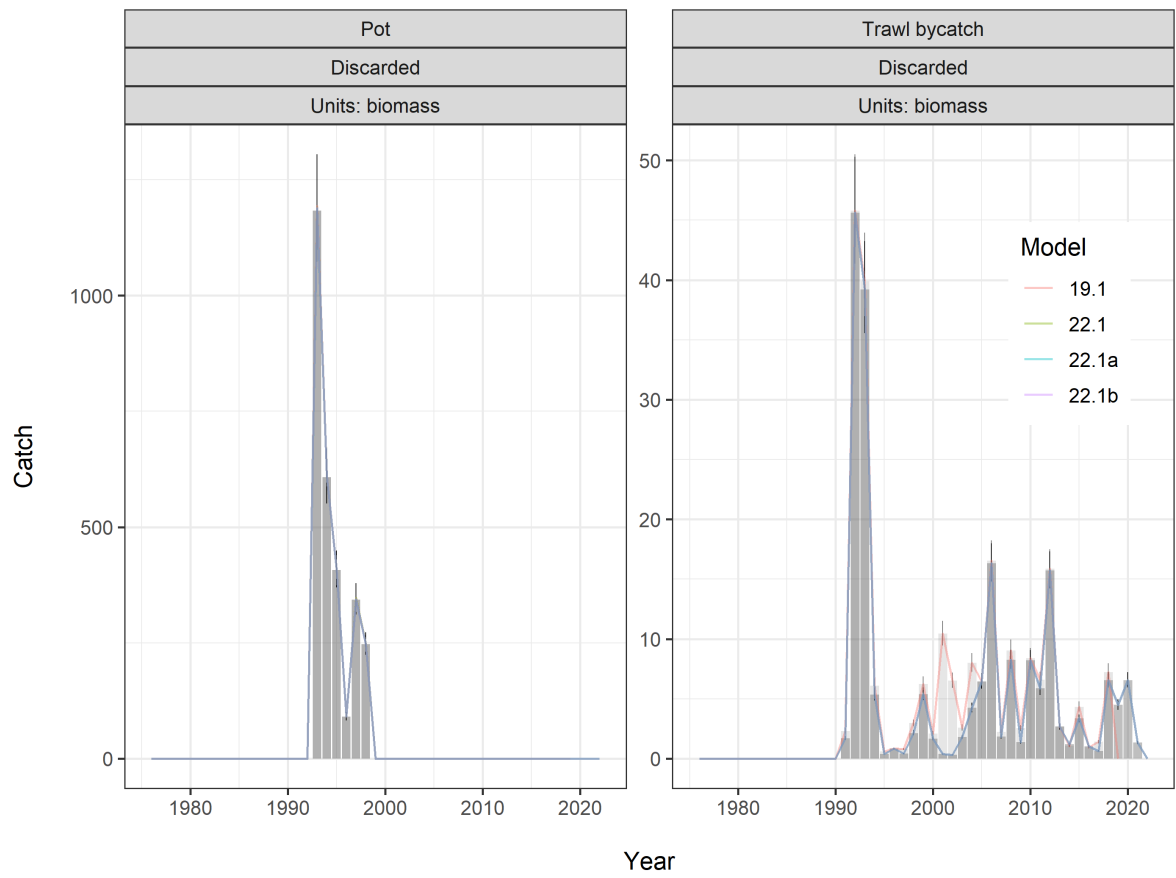 Pot
Discarded
Units: biomass
Trawl bycatch
Discarded
Units: biomass
Catch
1000
500
0
1980
1990
2000
2010
2020
50
40
30
20
10
0
1980
1990
2000
2010
2020
Model
19.1
22.1
22.1a
22.1b
Year